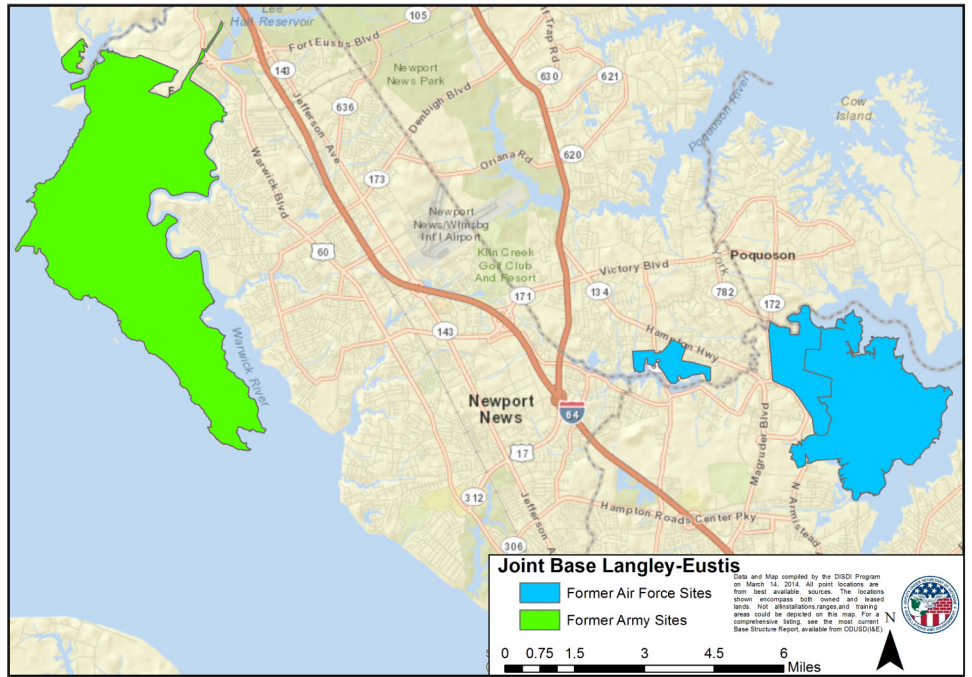 Lee
Hall Reservoir
105
Fort Eustis Blvd
143
Newport
News Park
630
621
Cow
Island
Poquoson River
636
Jefferson Ave
Denbigh Blvd
Warwick Blvd
173
Oriana Rd
620
Newport
News/Wlmsbg
Int'l Airport
60
Kiln Creek
Golf Club
And Resort
Victory Blvd
York
Poquoson
171
134
782
172
143
Hampton Hwy
Warwick River
Newport
News
64
17
Magruder Blvd
N Armistead
312
Jefferson A
Hampton Roads Center Pky
306
Joint Base Langley-Eustis
Former Air Force Sites
Former Army Sites
Data and Map compiled by the DISDI Program
on March 14, 2014. All point locations are
from best available, sources. The locations
shown encompass both owned and leased
lands. Not allinstallations,ranges,and training
areas could be depicted on this map. For a
comprehensive listing, see the most current
Base Structure Report, available from ODUSD(I&E).
N
0 0.75 1.5 3 4.5 6
Miles